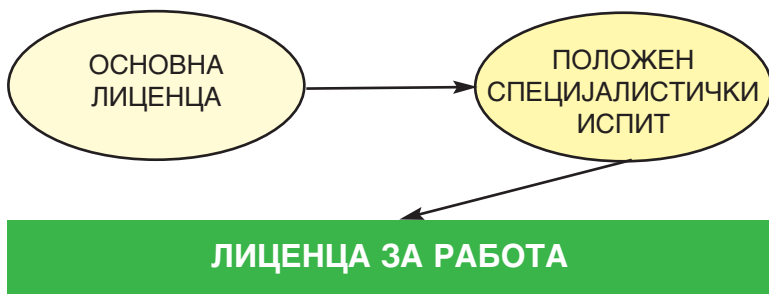 ОСНОВНА
ЛИЦЕНЦА
ПОЛОЖЕН
СПЕЦИЈАЛИСТИЧКИ
ИСПИТ
ЛИЦЕНЦА ЗА РАБОТА